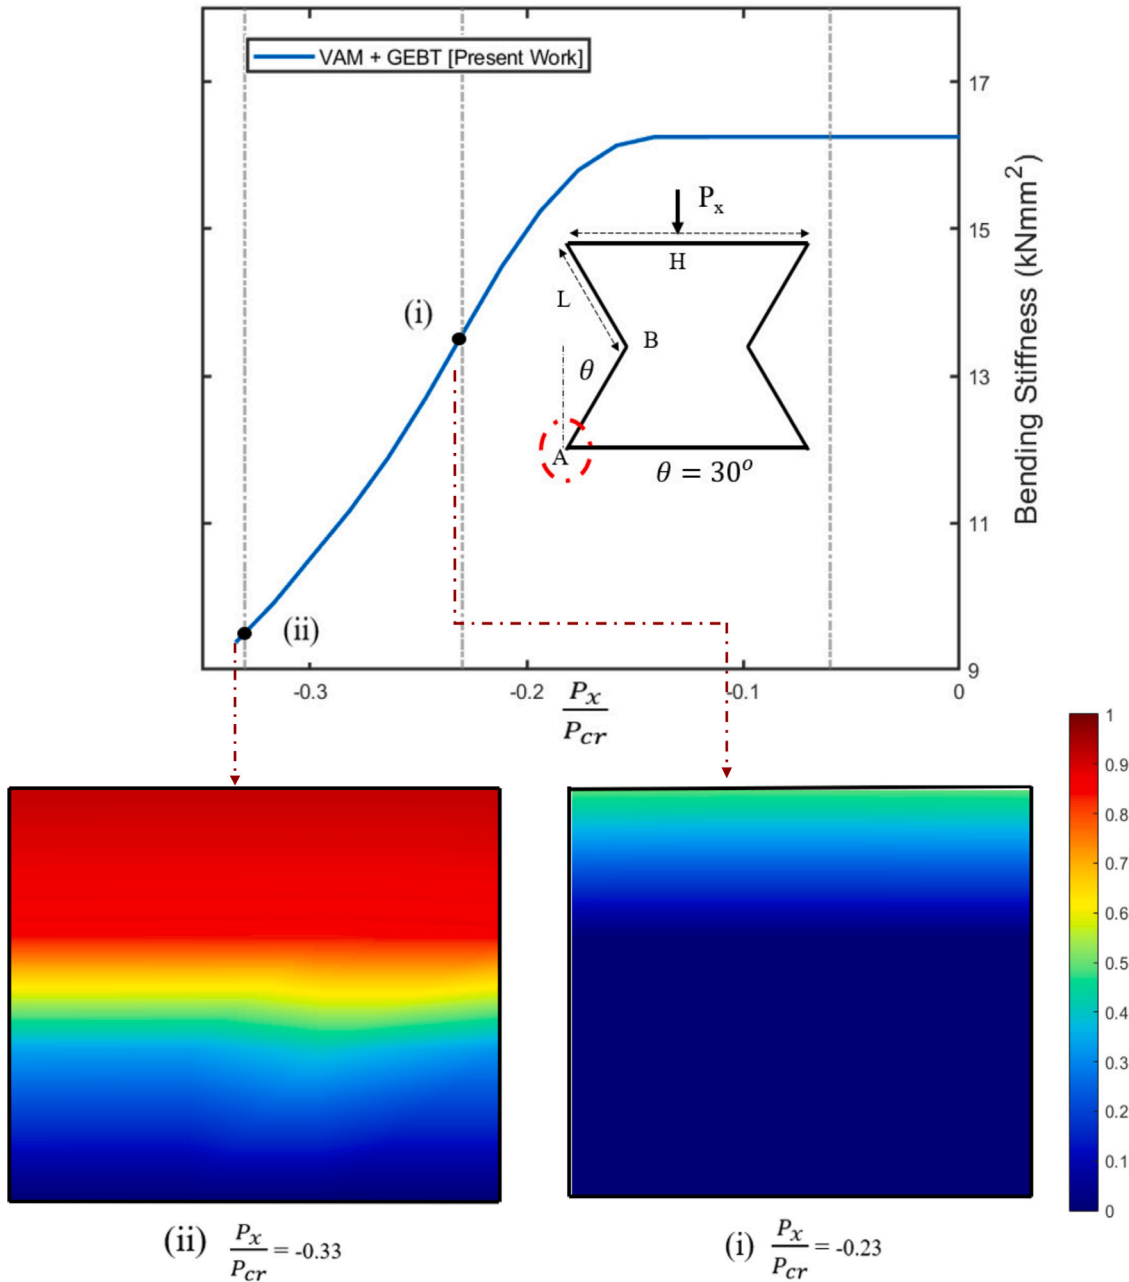 VAM + GEBT [Present Work]
17
15
13
11
9
Bending Stiffness (kNmm²)
P_x
H
L
B
θ
A
θ = 30°
(i)
(ii)
-0.3
-0.2
-0.1
0
P_x / P_cr
1
0.9
0.8
0.7
0.6
0.5
0.4
0.3
0.2
0.1
0
(ii) P_x / P_cr = -0.33
(i) P_x / P_cr = -0.23